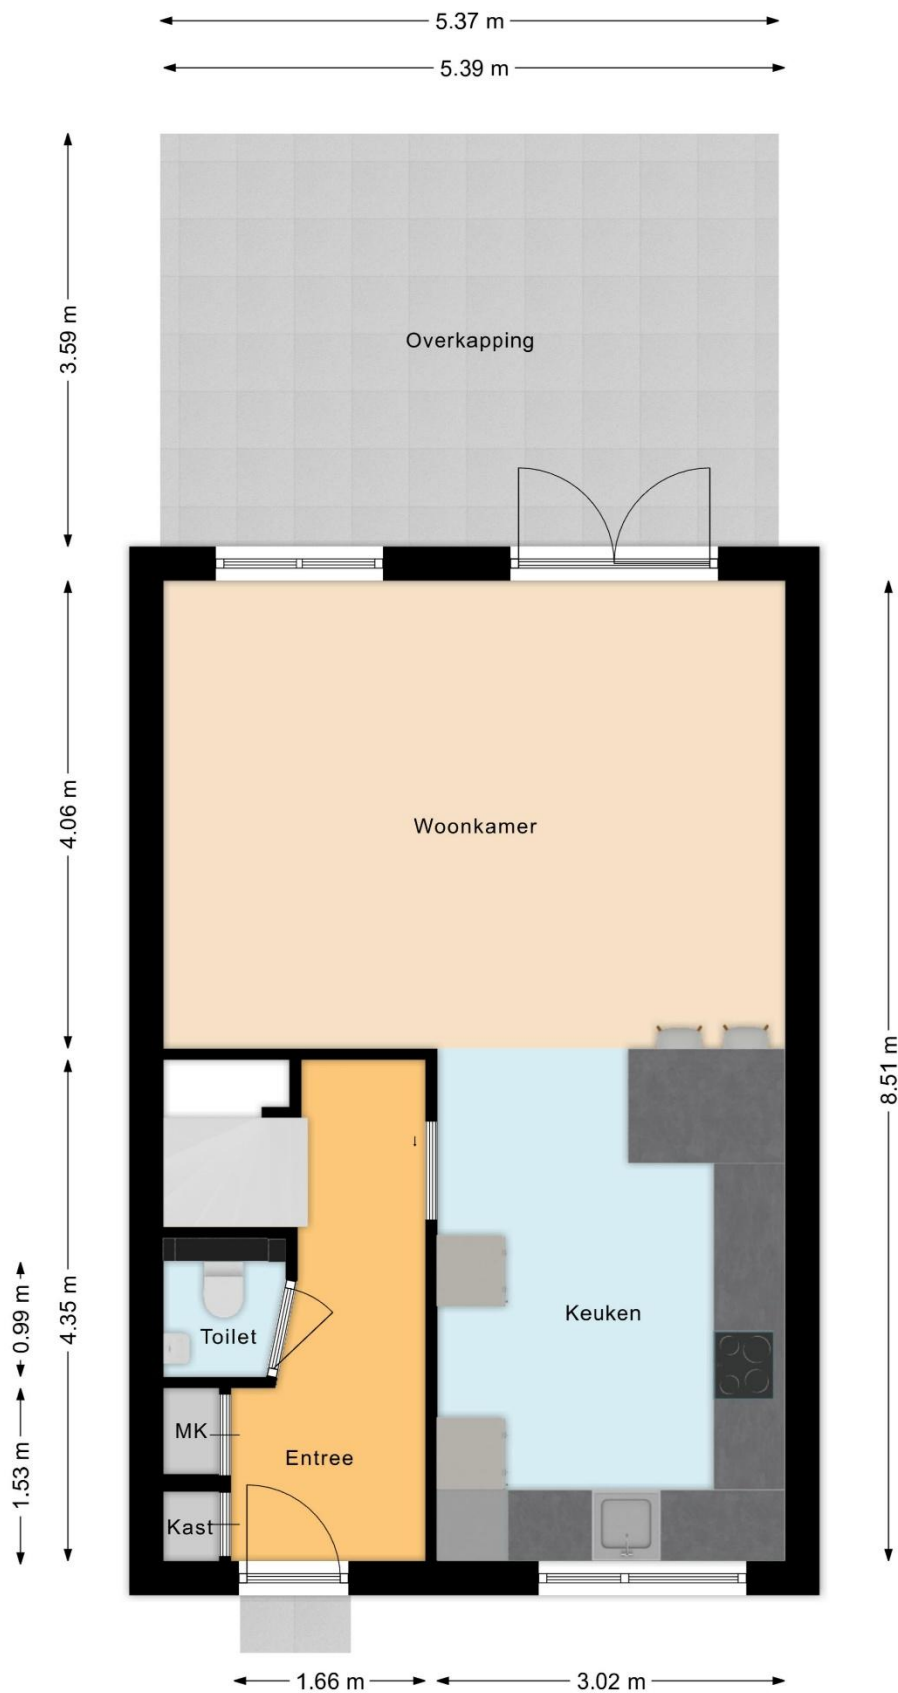 5.37 m
5.39 m
3.59 m
Overkapping
4.06 m
Woonkamer
8.51 m
4.35 m
0.99 m
Toilet
Keuken
1.53 m
MK
Entree
Kast
1.66 m
3.02 m